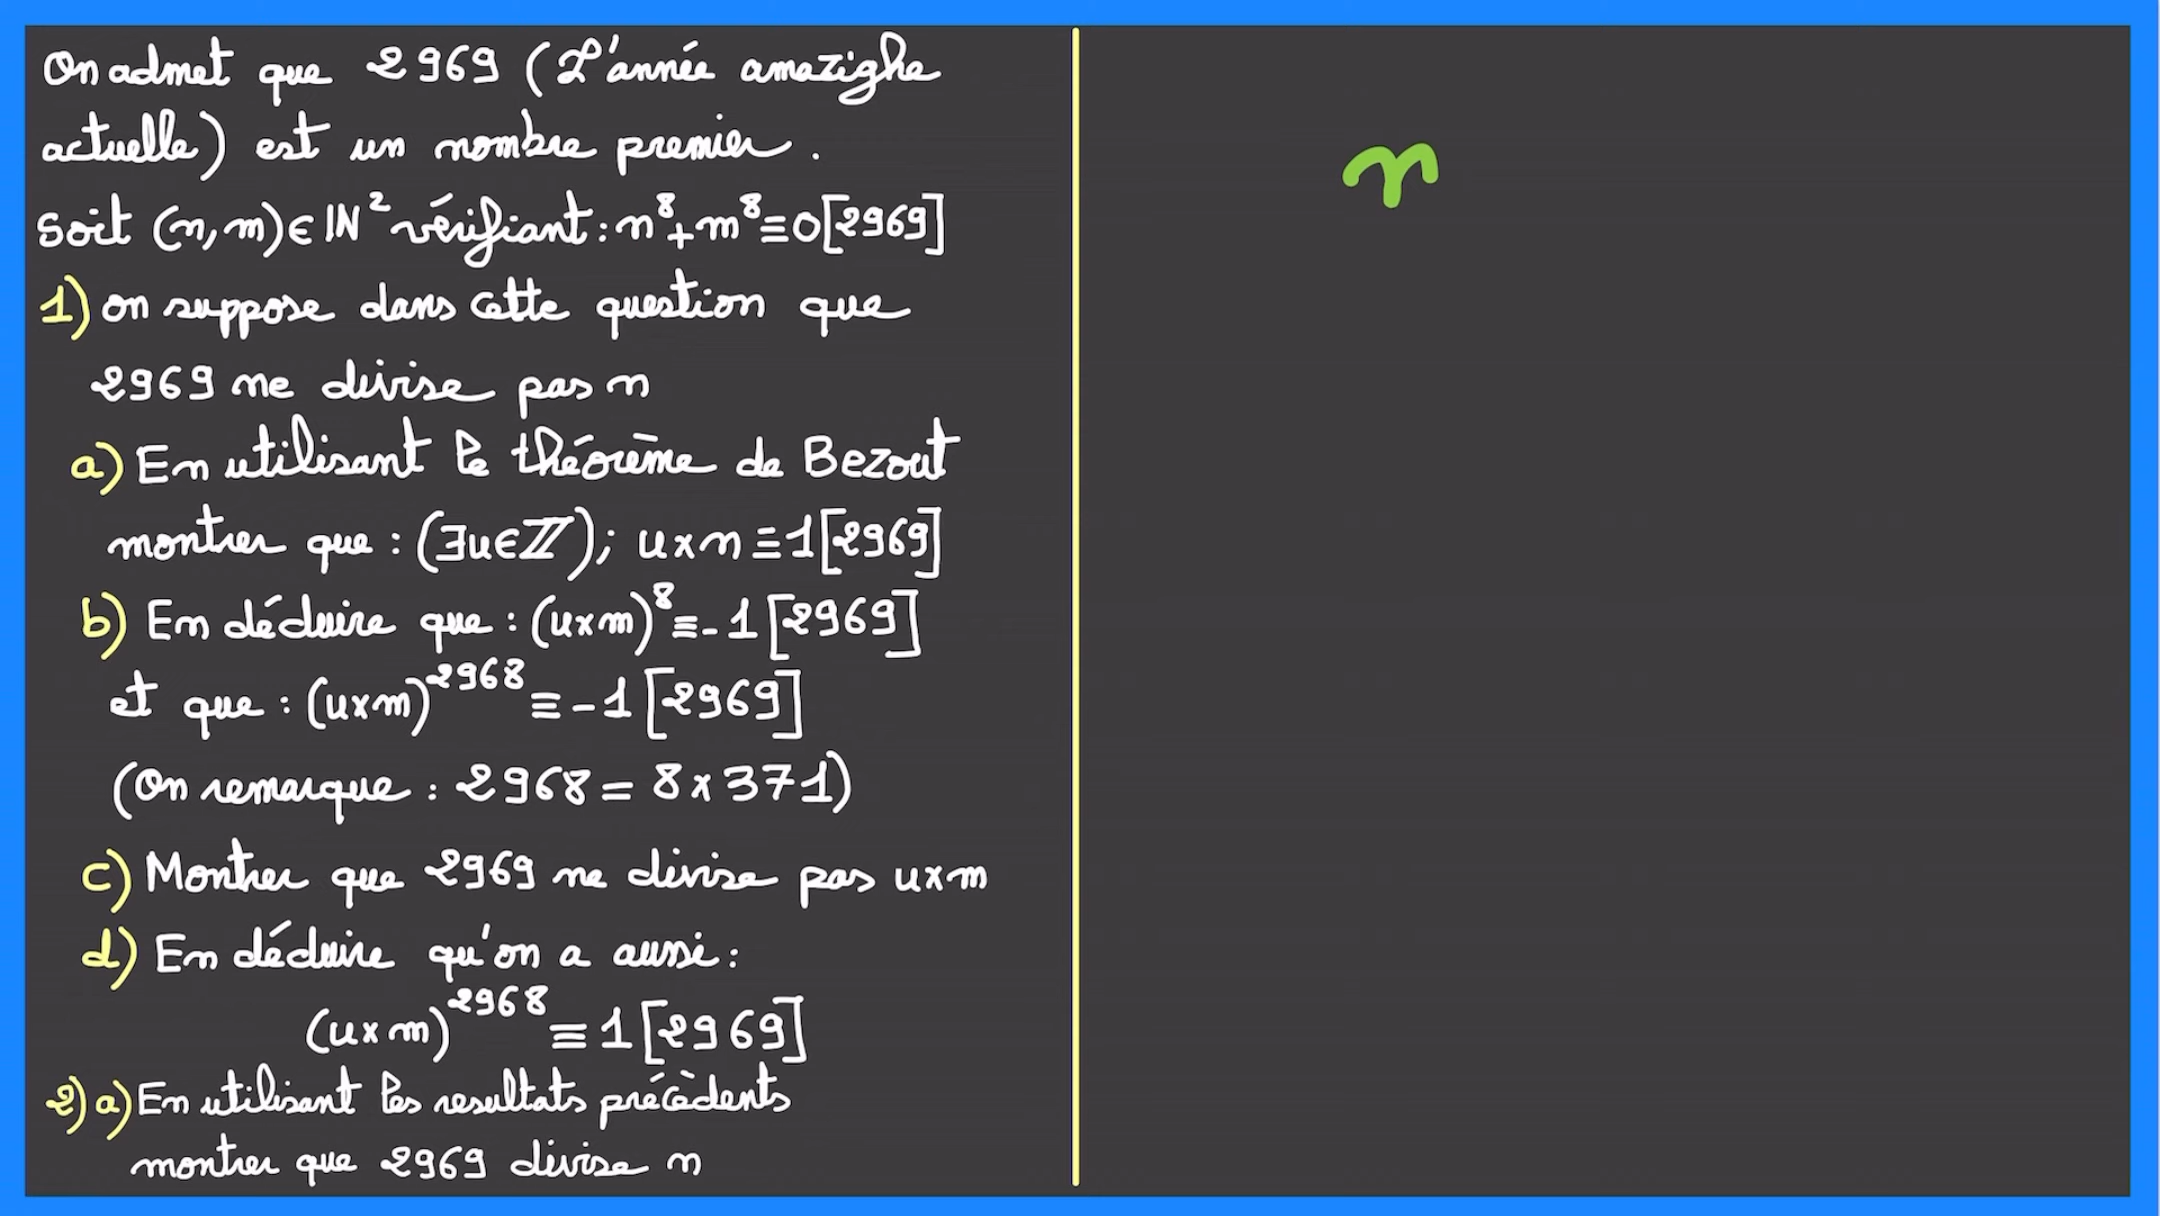 On admet que 2969 (L'année amazighe
actuelle) est un nombre premier.
Soit (n,m)∈ℕ² vérifiant : n⁸+m⁸≡0[2969]
1) on suppose dans cette question que
2969 ne divise pas n
a) En utilisant le théorème de Bezout
montrer que : (∃u∈ℤ); u×n≡1[2969]
b) En déduire que : (u×m)⁸≡-1[2969]
et que : (u×m)²⁹⁶⁸≡-1[2969]
(On remarque : 2968 = 8×371)
c) Montrer que 2969 ne divise pas u×m
d) En déduire qu'on a aussi :
(u×m)²⁹⁶⁸≡1[2969]
2) a) En utilisant les resultats précèdents
montrer que 2969 divise n